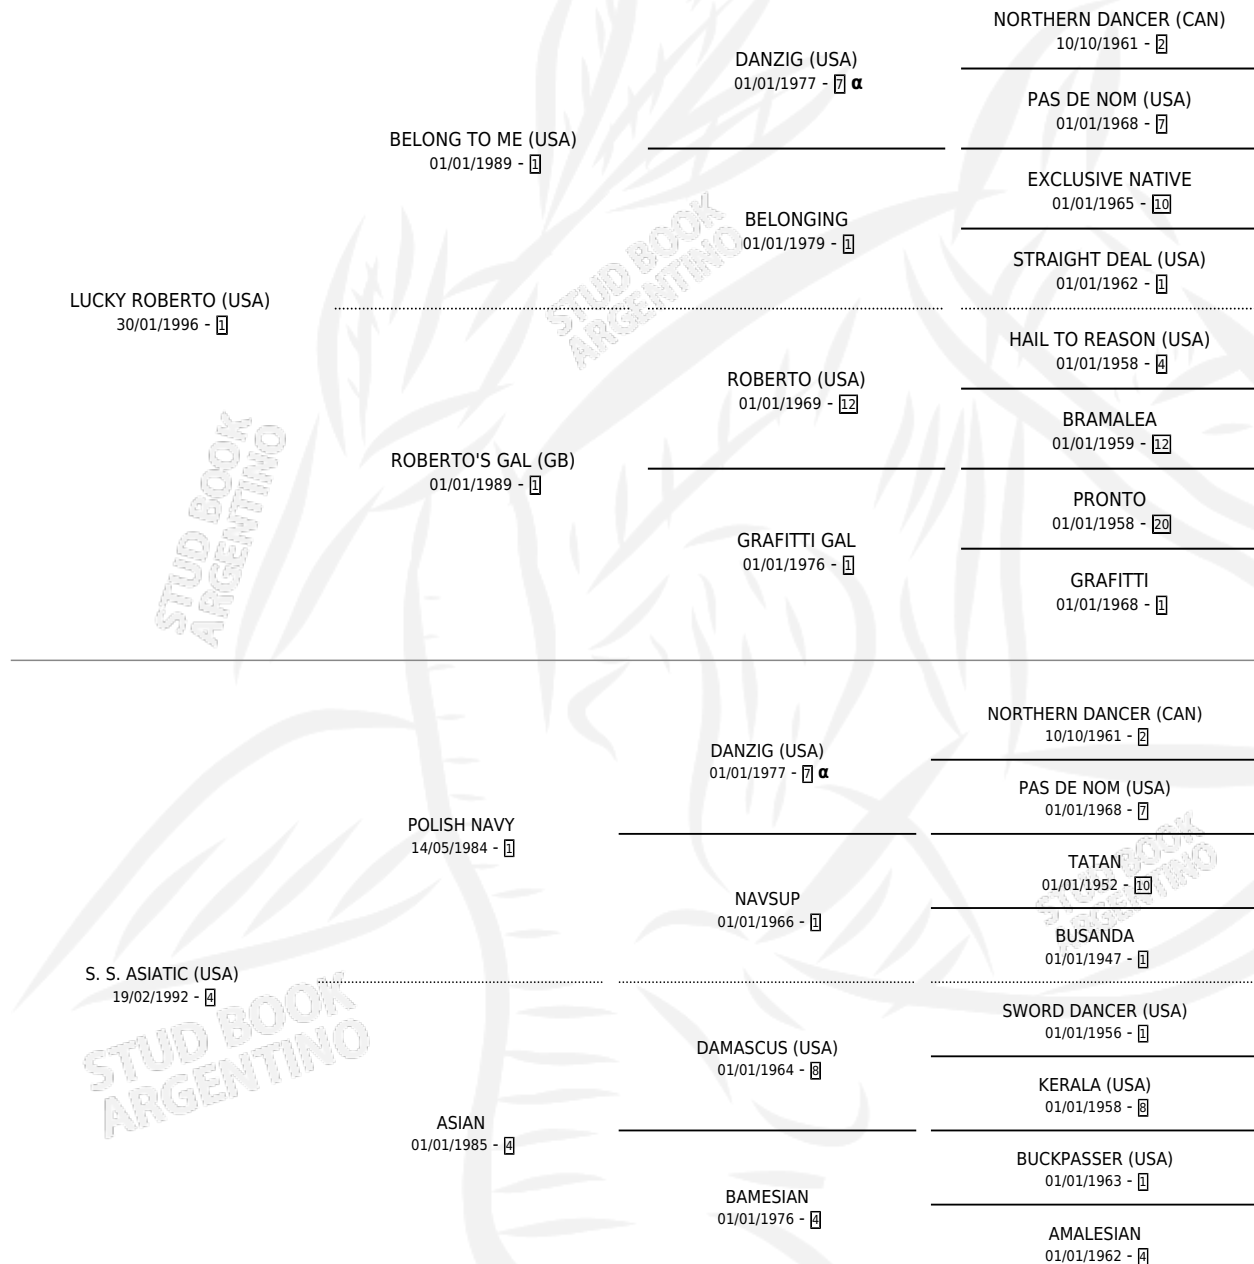 NORTHERN DANCER (CAN)
10/10/1961 - 2
DANZIG (USA)
01/01/1977 - 7 α
PAS DE NOM (USA)
01/01/1968 - 7
BELONG TO ME (USA)
01/01/1989 - 1
EXCLUSIVE NATIVE
01/01/1965 - 10
BELONGING
01/01/1979 - 1
STRAIGHT DEAL (USA)
01/01/1962 - 1
LUCKY ROBERTO (USA)
30/01/1996 - 1
HAIL TO REASON (USA)
01/01/1958 - 4
ROBERTO (USA)
01/01/1969 - 12
BRAMALEA
01/01/1959 - 12
ROBERTO'S GAL (GB)
01/01/1989 - 1
PRONTO
01/01/1958 - 20
GRAFITTI GAL
01/01/1976 - 1
GRAFITTI
01/01/1968 - 1
NORTHERN DANCER (CAN)
10/10/1961 - 2
DANZIG (USA)
01/01/1977 - 7 α
PAS DE NOM (USA)
01/01/1968 - 7
POLISH NAVY
14/05/1984 - 1
TATAN
01/01/1952 - 10
NAVSUP
01/01/1966 - 1
BUSANDA
01/01/1947 - 1
S. S. ASIATIC (USA)
19/02/1992 - 4
SWORD DANCER (USA)
01/01/1956 - 1
DAMASCUS (USA)
01/01/1964 - 8
KERALA (USA)
01/01/1958 - 8
ASIAN
01/01/1985 - 4
BUCKPASSER (USA)
01/01/1963 - 1
BAMESIAN
01/01/1976 - 4
AMALESIAN
01/01/1962 - 4
STUD BOOK
ARGENTINO
STUD BOOK
ARGENTINO
STUD BOOK
ARGENTINO
STUD BOOK
ARGENTINO